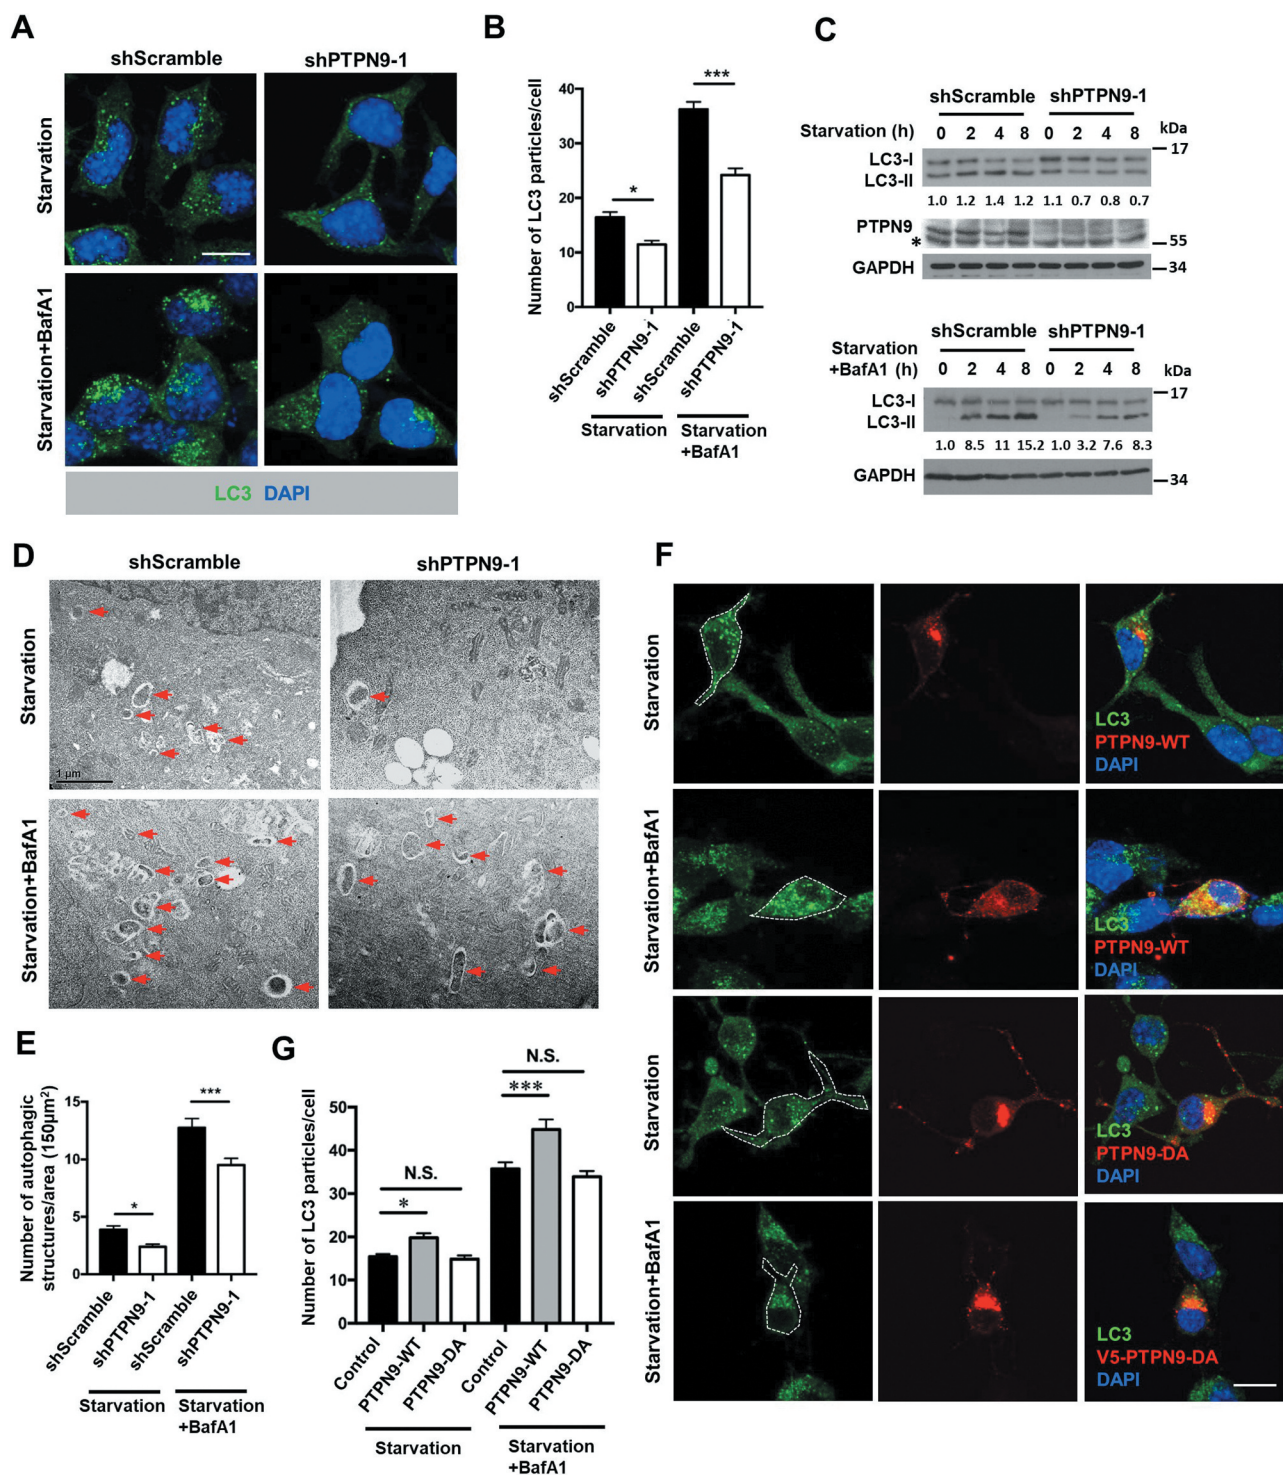 A
shScramble
shPTPN9-1
Starvation
Starvation+BafA1
LC3 DAPI
B
Number of LC3 particles/cell
40
30
20
10
0
*
***
shScramble
shPTPN9-1
shScramble
shPTPN9-1
Starvation
Starvation
+BafA1
C
shScramble shPTPN9-1
Starvation (h) 0 2 4 8 0 2 4 8 kDa
17
LC3-I
LC3-II
1.0 1.2 1.4 1.2 1.1 0.7 0.8 0.7
PTPN9
* 55
GAPDH 34
shScramble shPTPN9-1
Starvation
+BafA1 (h) 0 2 4 8 0 2 4 8 kDa
17
LC3-I
LC3-II
1.0 8.5 11 15.2 1.0 3.2 7.6 8.3
GAPDH
34
D
shScramble
shPTPN9-1
Starvation
1 µm
Starvation+BafA1
E
Number of autophagic
structures/area (150µm²)
15
10
5
0
*
***
shScramble
shPTPN9-1
shScramble
shPTPN9-1
Starvation
Starvation
+BafA1
G
Number of LC3 particles/cell
50
40
30
20
10
0
N.S.
*
N.S.
***
Control
PTPN9-WT
PTPN9-DA
Control
PTPN9-WT
PTPN9-DA
Starvation
Starvation
+BafA1
F
Starvation
LC3
PTPN9-WT
DAPI
Starvation+BafA1
LC3
PTPN9-WT
DAPI
Starvation
LC3
PTPN9-DA
DAPI
Starvation+BafA1
LC3
V5-PTPN9-DA
DAPI